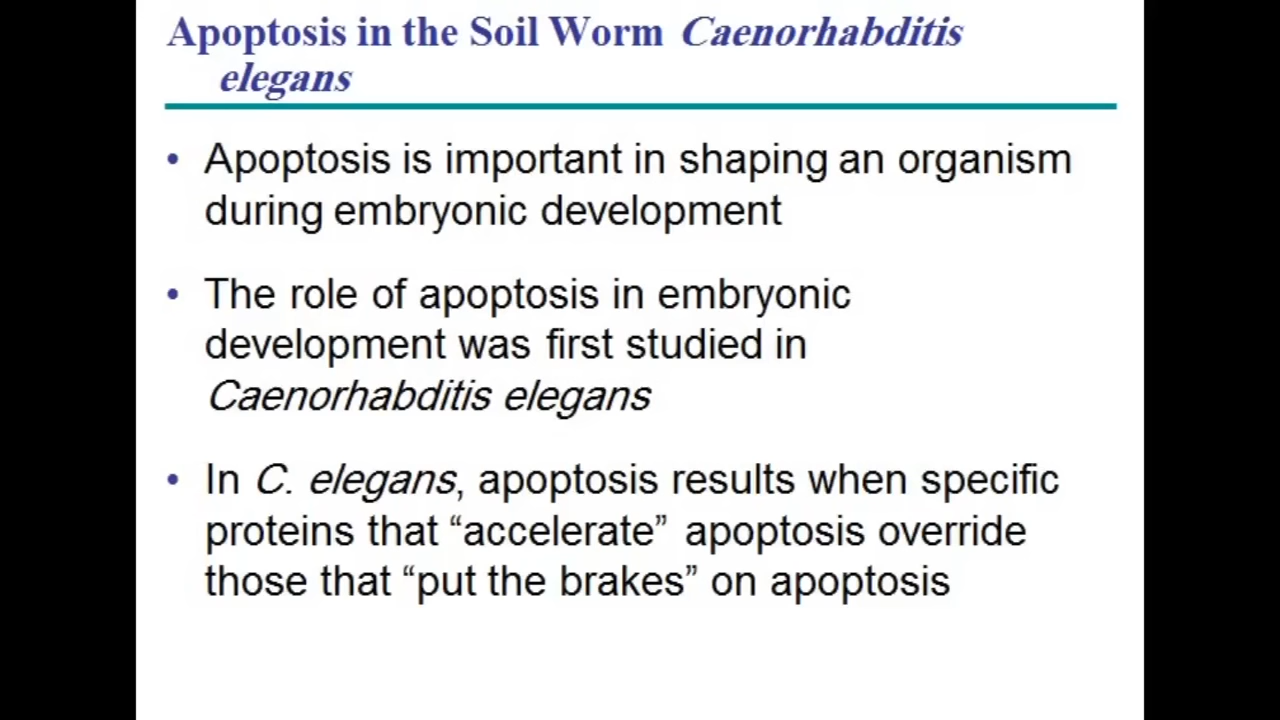 Apoptosis in the Soil Worm Caenorhabditis
elegans
• Apoptosis is important in shaping an organism
during embryonic development
• The role of apoptosis in embryonic
development was first studied in
Caenorhabditis elegans
• In C. elegans, apoptosis results when specific
proteins that “accelerate” apoptosis override
those that “put the brakes” on apoptosis